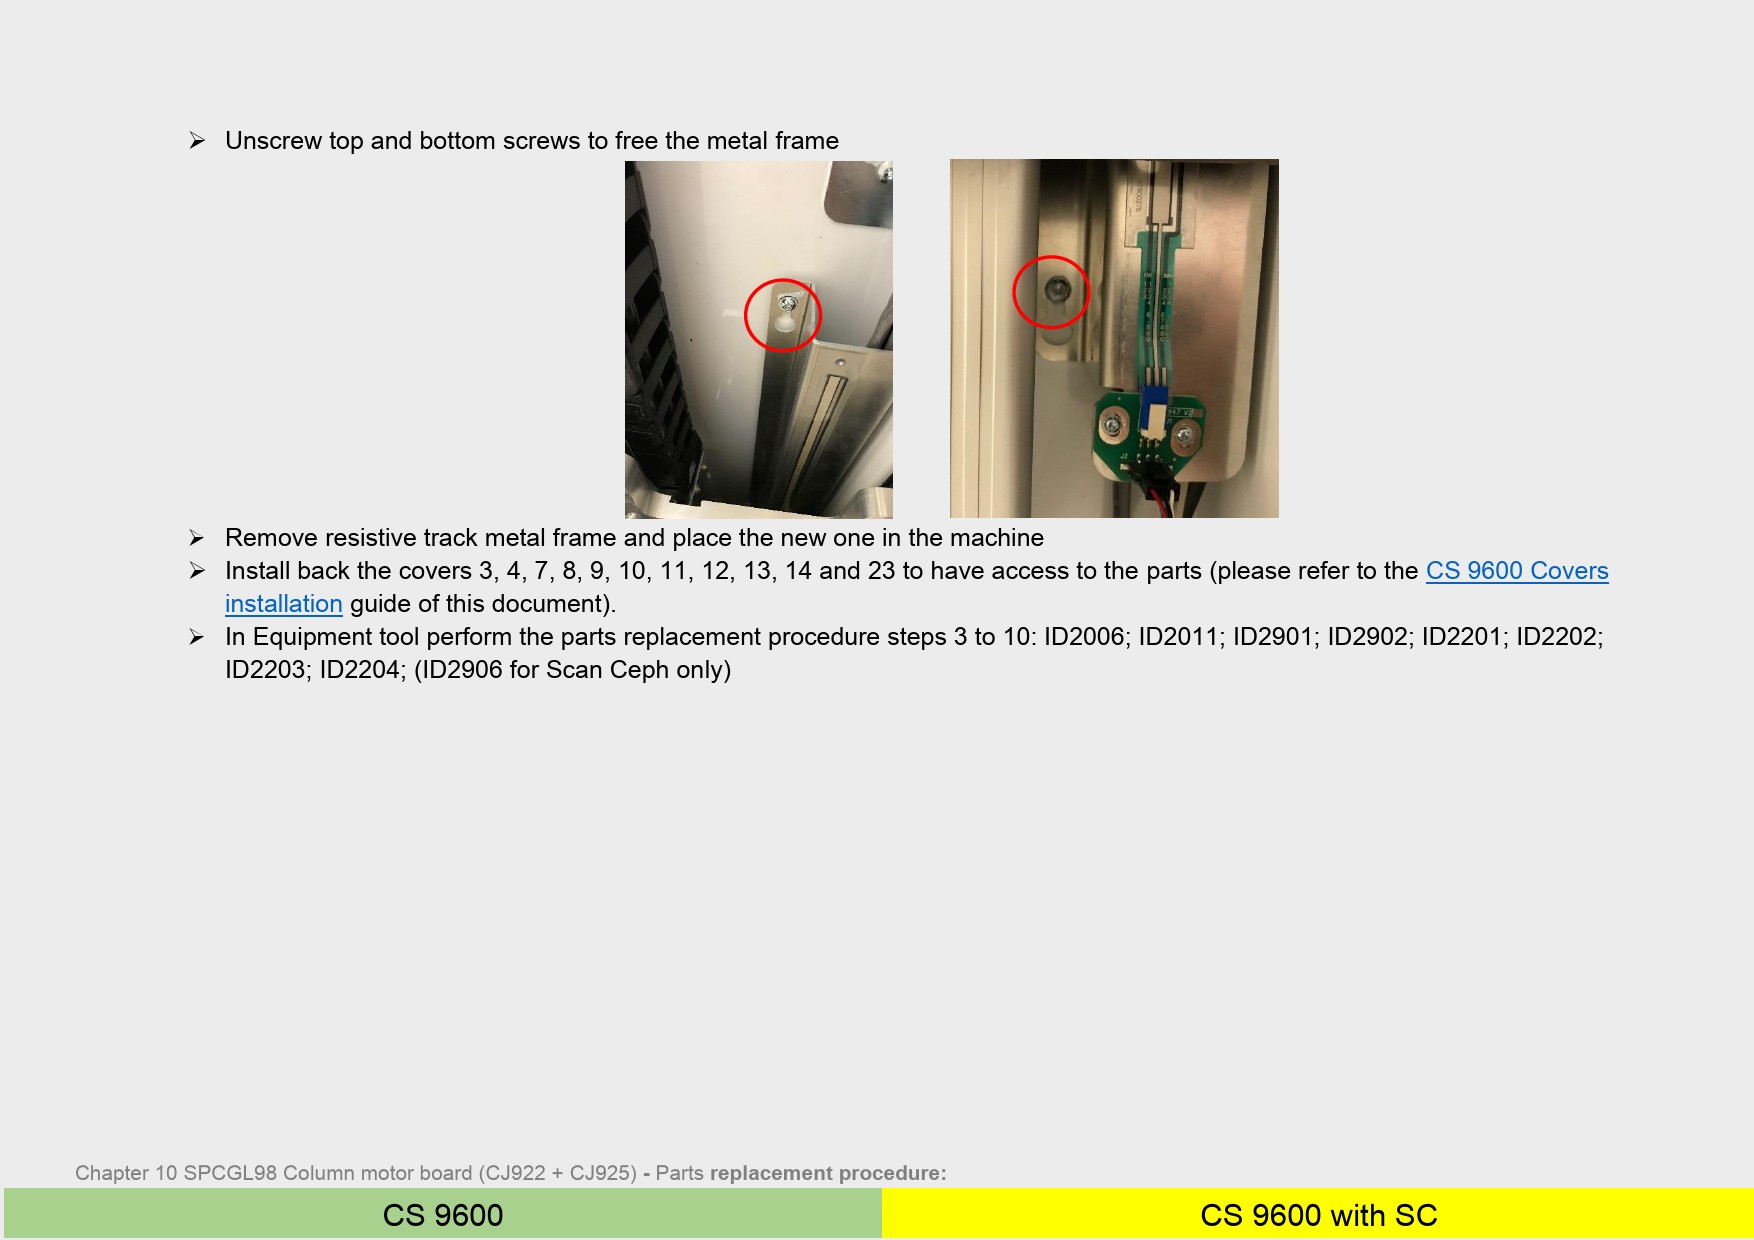 ➢ Unscrew top and bottom screws to free the metal frame
947 V2
➢ Remove resistive track metal frame and place the new one in the machine
➢ Install back the covers 3, 4, 7, 8, 9, 10, 11, 12, 13, 14 and 23 to have access to the parts (please refer to the CS 9600 Covers
installation guide of this document).
➢ In Equipment tool perform the parts replacement procedure steps 3 to 10: ID2006; ID2011; ID2901; ID2902; ID2201; ID2202;
ID2203; ID2204; (ID2906 for Scan Ceph only)
Chapter 10 SPCGL98 Column motor board (CJ922 + CJ925) - Parts replacement procedure:
CS 9600
CS 9600 with SC